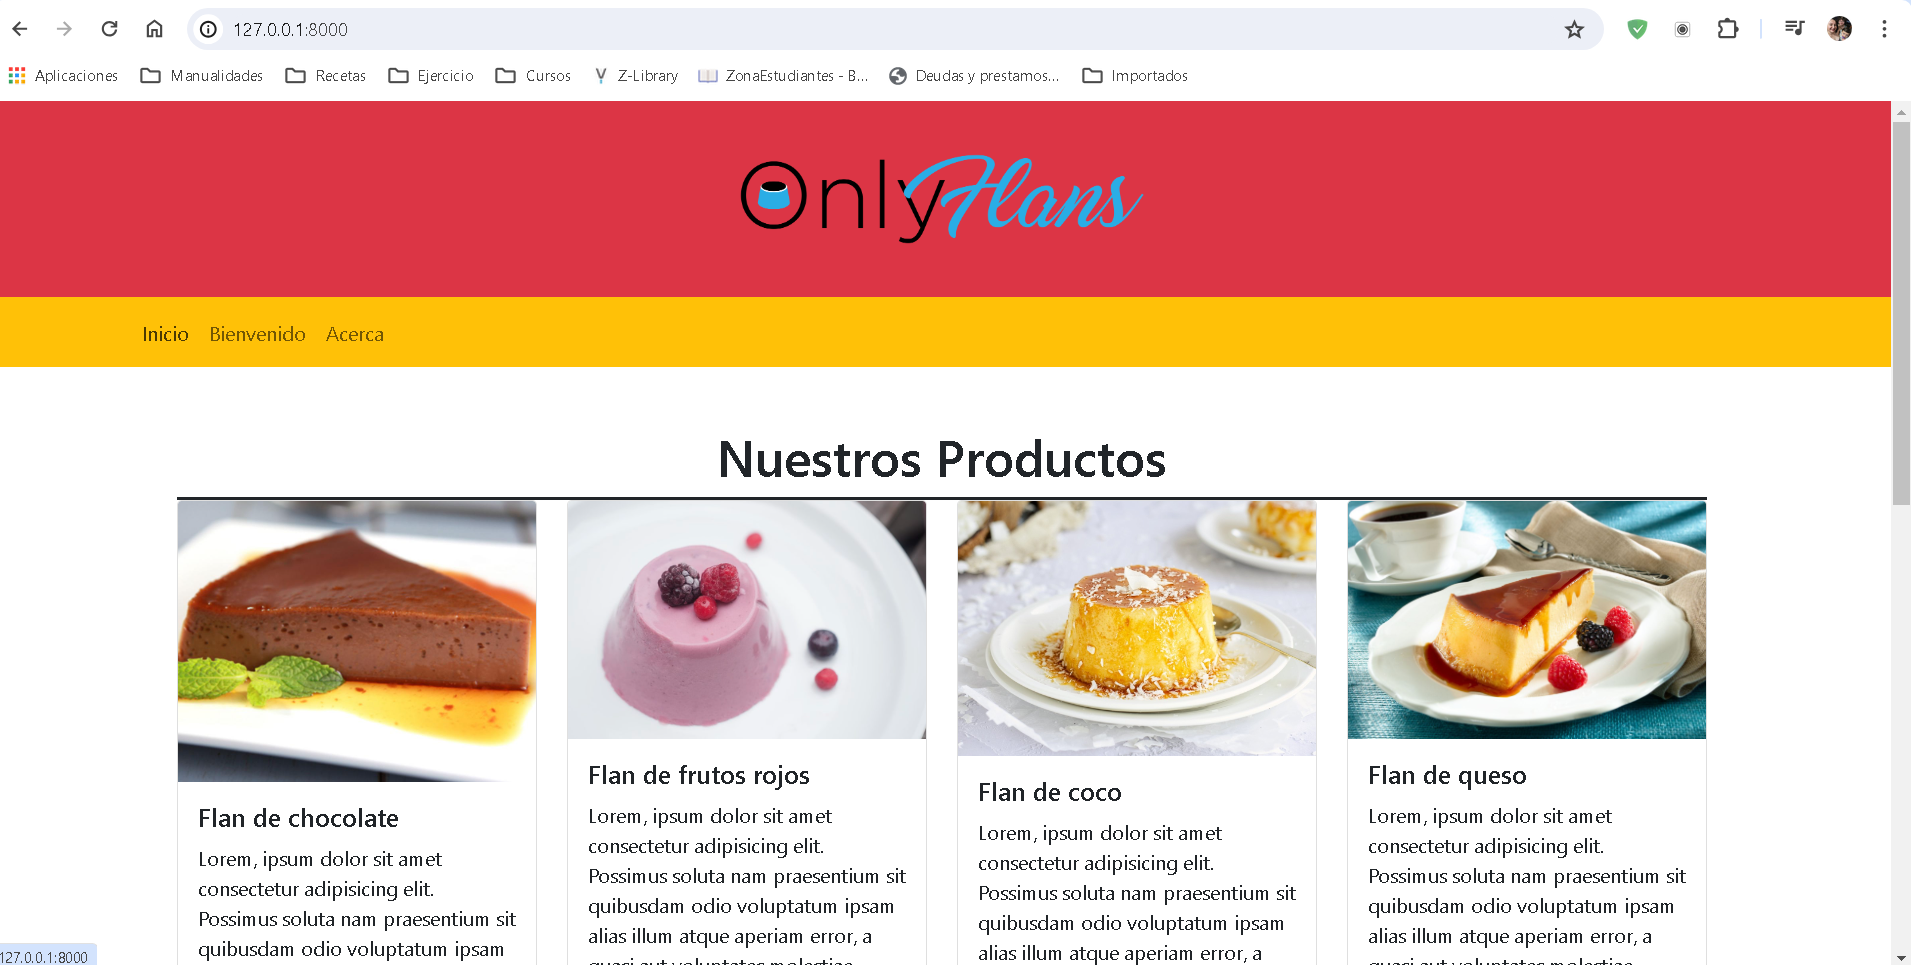 127.0.0.1:8000
Aplicaciones Manualidades Recetas Ejercicio Cursos Z-Library ZonaEstudiantes - B... Deudas y prestamos... Importados
OnlyFlans
Inicio Bienvenido Acerca
Nuestros Productos
Flan de chocolate
Lorem, ipsum dolor sit amet
consectetur adipisicing elit.
Possimus soluta nam praesentium sit
quibusdam odio voluptatum ipsam
Flan de frutos rojos
Lorem, ipsum dolor sit amet
consectetur adipisicing elit.
Possimus soluta nam praesentium sit
quibusdam odio voluptatum ipsam
alias illum atque aperiam error, a
Flan de coco
Lorem, ipsum dolor sit amet
consectetur adipisicing elit.
Possimus soluta nam praesentium sit
quibusdam odio voluptatum ipsam
alias illum atque aperiam error, a
Flan de queso
Lorem, ipsum dolor sit amet
consectetur adipisicing elit.
Possimus soluta nam praesentium sit
quibusdam odio voluptatum ipsam
alias illum atque aperiam error, a
127.0.0.1:8000